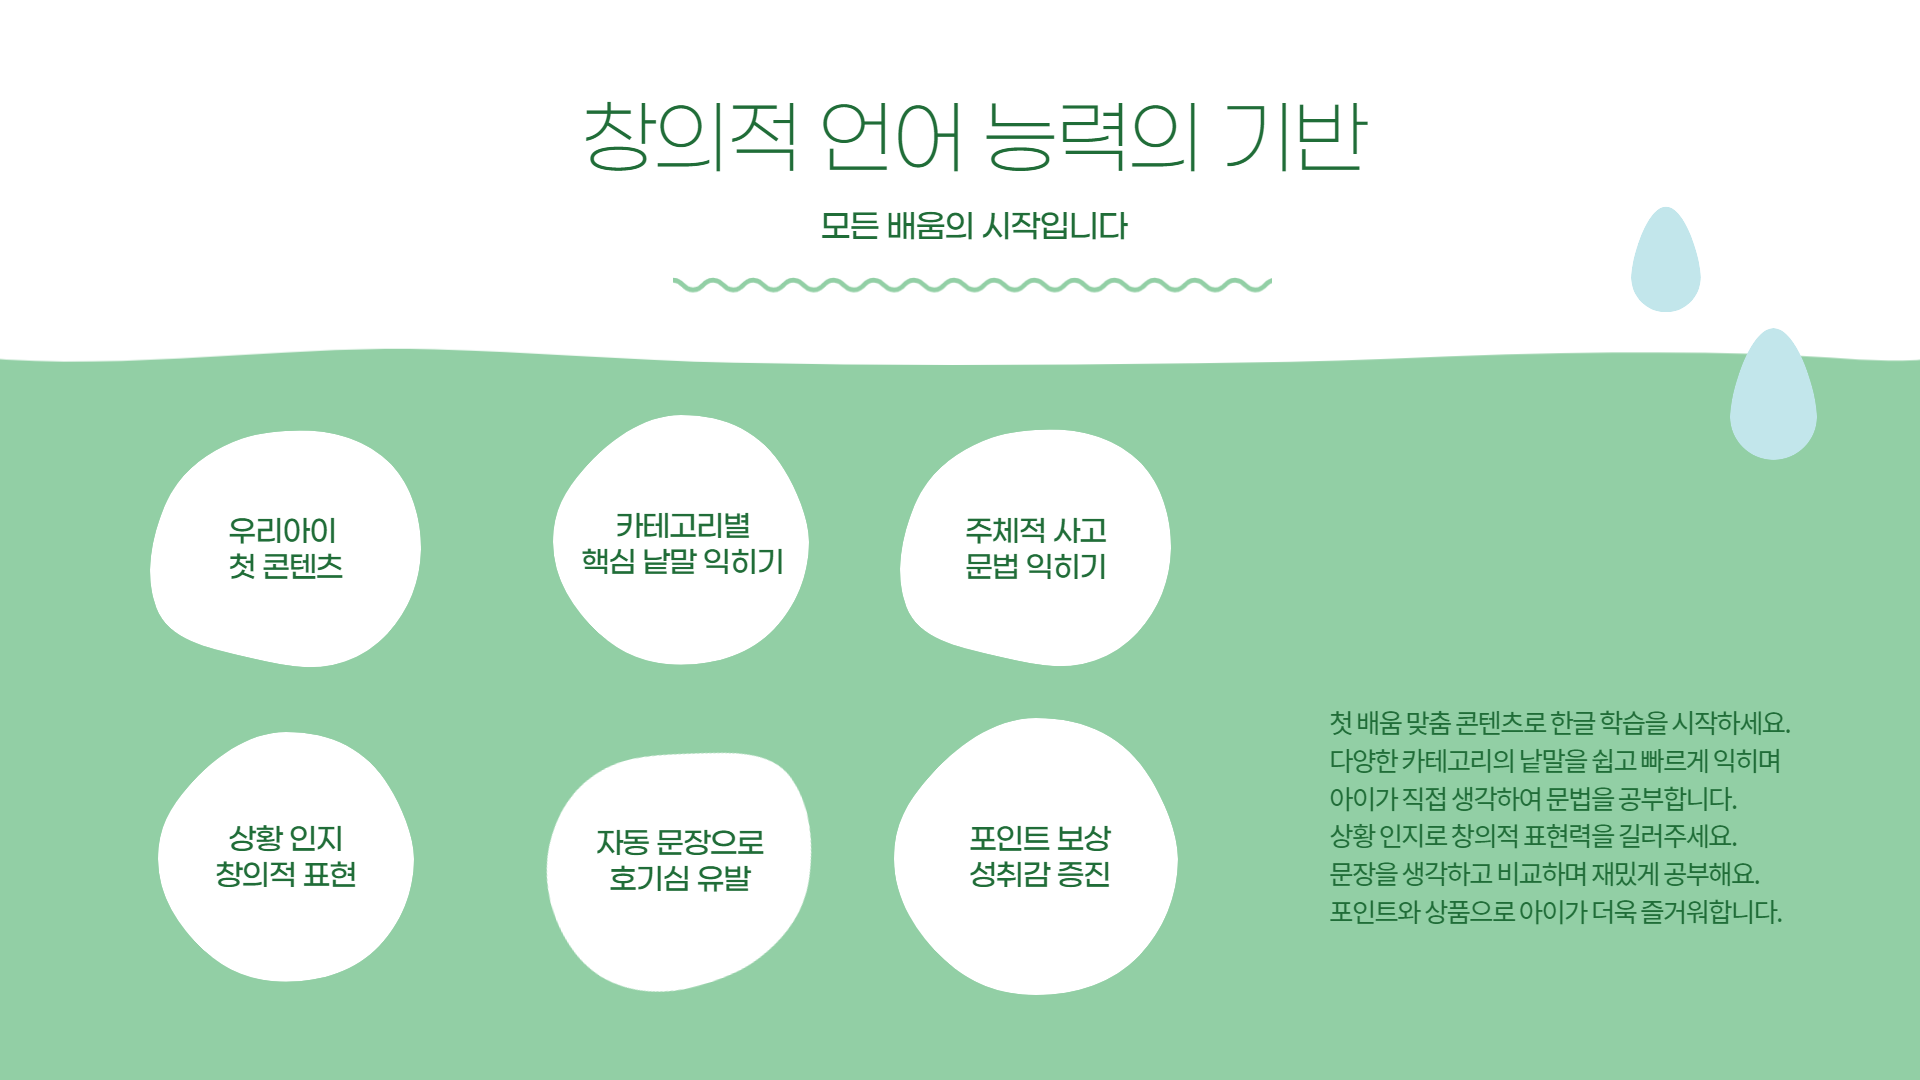 창의적 언어 능력의 기반
모든 배움의 시작입니다
우리아이
첫 콘텐츠
카테고리별
핵심 낱말 익히기
주체적 사고
문법 익히기
상황 인지
창의적 표현
자동 문장으로
호기심 유발
포인트 보상
성취감 증진
첫 배움 맞춤 콘텐츠로 한글 학습을 시작하세요.
다양한 카테고리의 낱말을 쉽고 빠르게 익히며
아이가 직접 생각하여 문법을 공부합니다.
상황 인지로 창의적 표현력을 길러주세요.
문장을 생각하고 비교하며 재밌게 공부해요.
포인트와 상품으로 아이가 더욱 즐거워합니다.